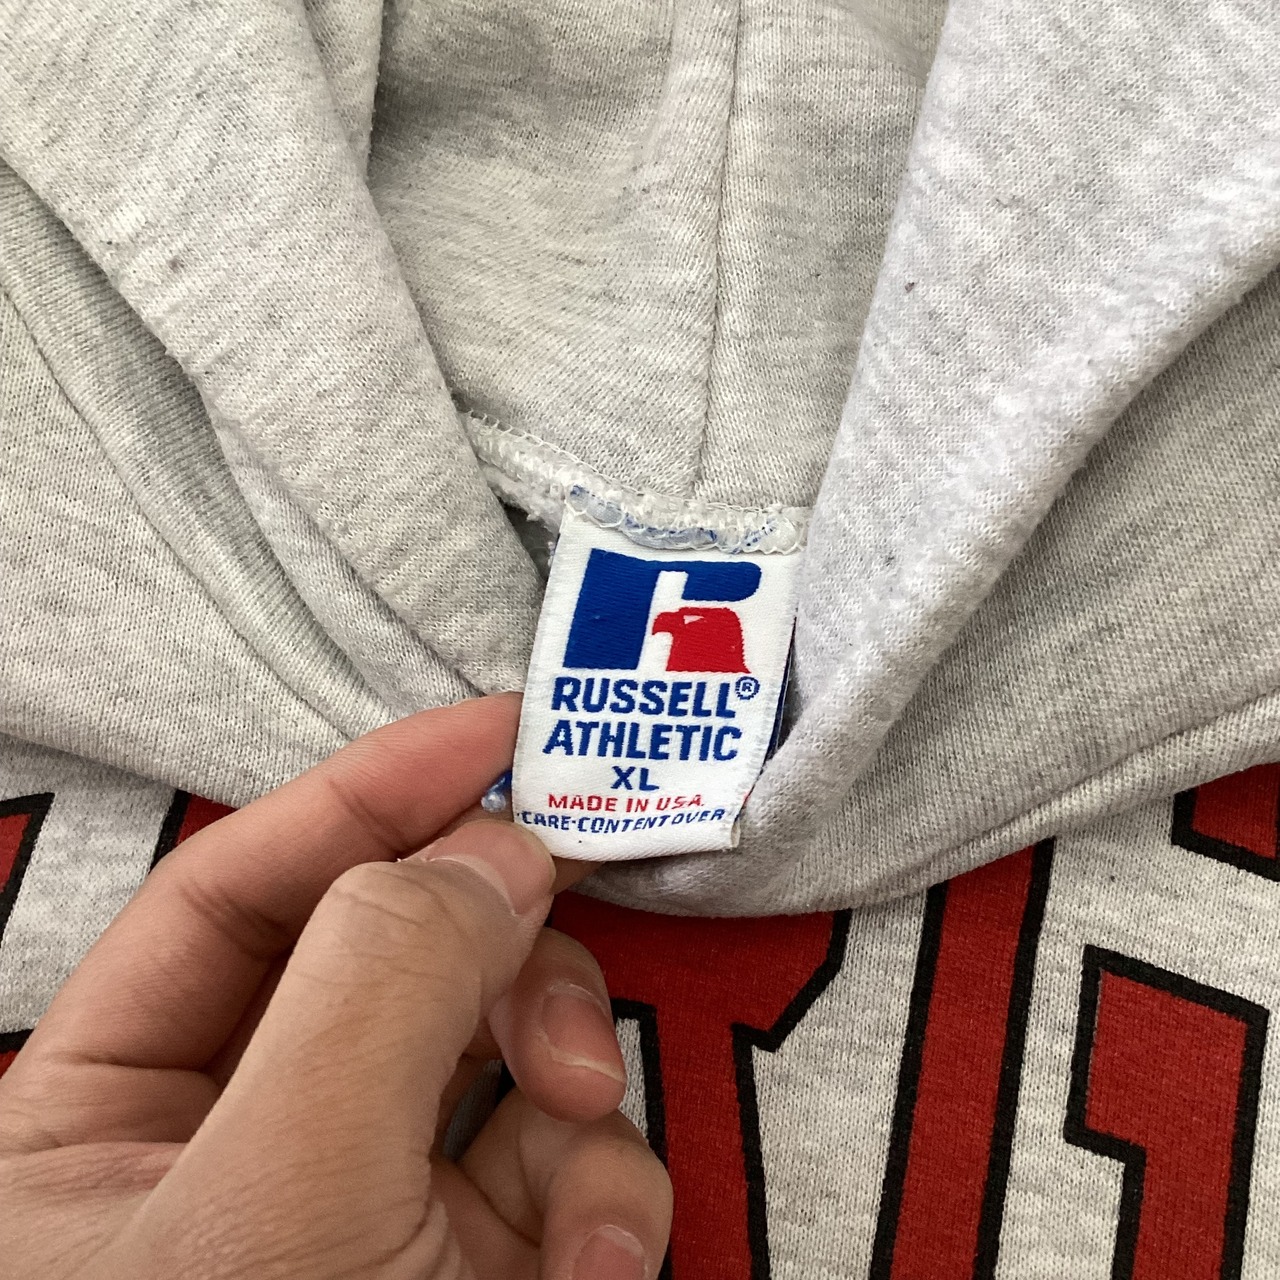 RUSSELL®
ATHLETIC
XL
MADE IN USA
CARE·CONTENT OVER